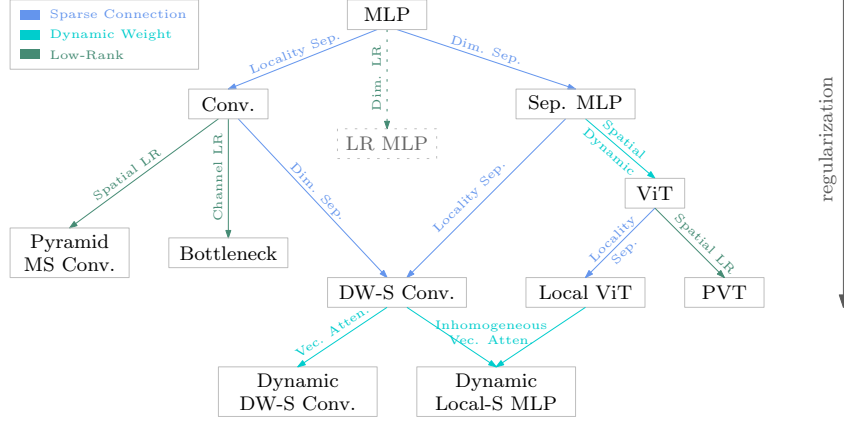 Sparse Connection
Dynamic Weight
Low-Rank
MLP
Locality Sep.
Dim. LR
Dim. Sep.
Conv.
Sep. MLP
LR MLP
Spatial
Dynamic
Spatial LR
Channel LR
Dim. Sep.
Locality Sep.
ViT
Pyramid
MS Conv.
Bottleneck
Locality
Sep.
Spatial LR
DW-S Conv.
Local ViT
PVT
Vec. Atten.
Inhomogeneous
Vec. Atten.
Dynamic
DW-S Conv.
Dynamic
Local-S MLP
regularization